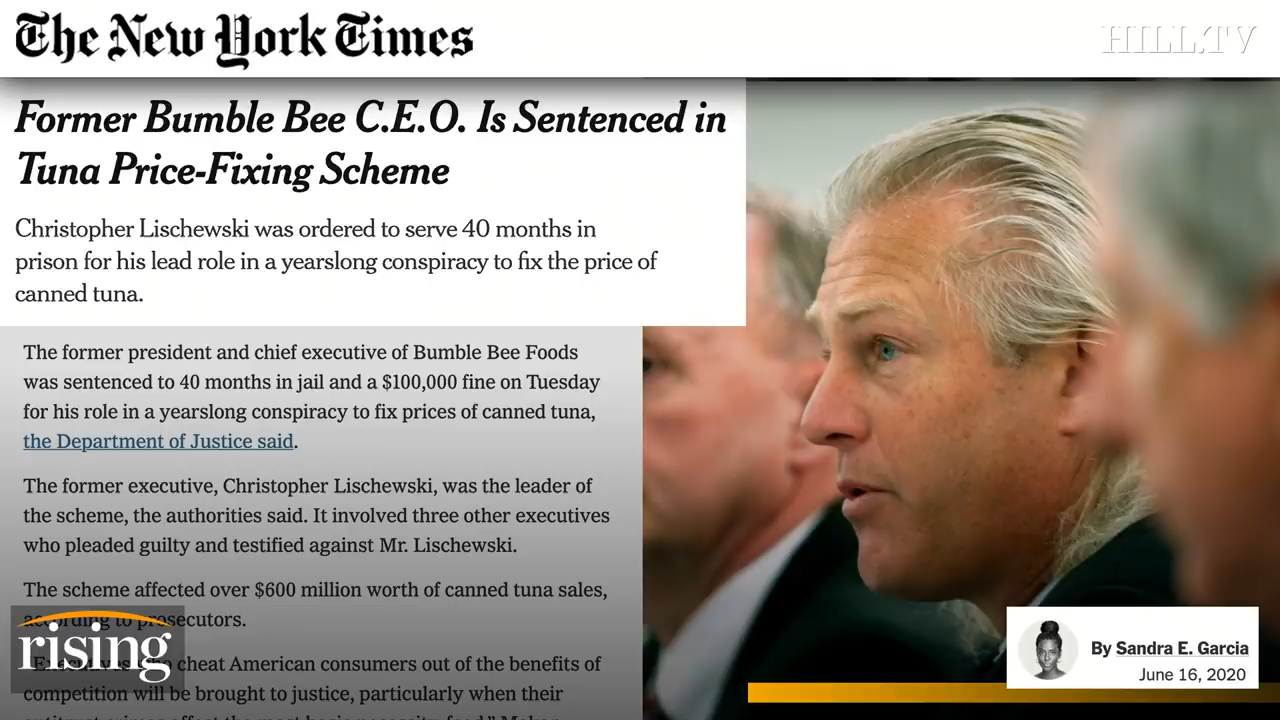 The New York Times
HILL.TV
Former Bumble Bee C.E.O. Is Sentenced in
Tuna Price-Fixing Scheme
Christopher Lischewski was ordered to serve 40 months in
prison for his lead role in a yearslong conspiracy to fix the price of
canned tuna.
The former president and chief executive of Bumble Bee Foods
was sentenced to 40 months in jail and a $100,000 fine on Tuesday
for his role in a yearslong conspiracy to fix prices of canned tuna,
the Department of Justice said.
The former executive, Christopher Lischewski, was the leader of
the scheme, the authorities said. It involved three other executives
who pleaded guilty and testified against Mr. Lischewski.
The scheme affected over $600 million worth of canned tuna sales,
according to prosecutors.
"Executives who cheat American consumers out of the benefits of
competition will be brought to justice, particularly when their
rising
By Sandra E. Garcia
June 16, 2020